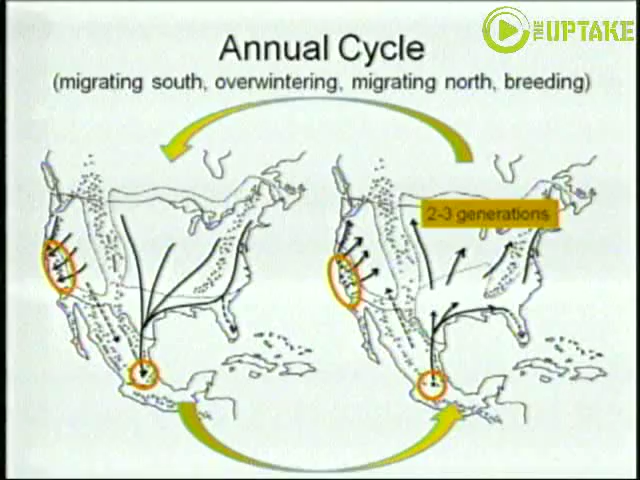 THE UPTAKE
Annual Cycle
(migrating south, overwintering, migrating north, breeding)
2-3 generations